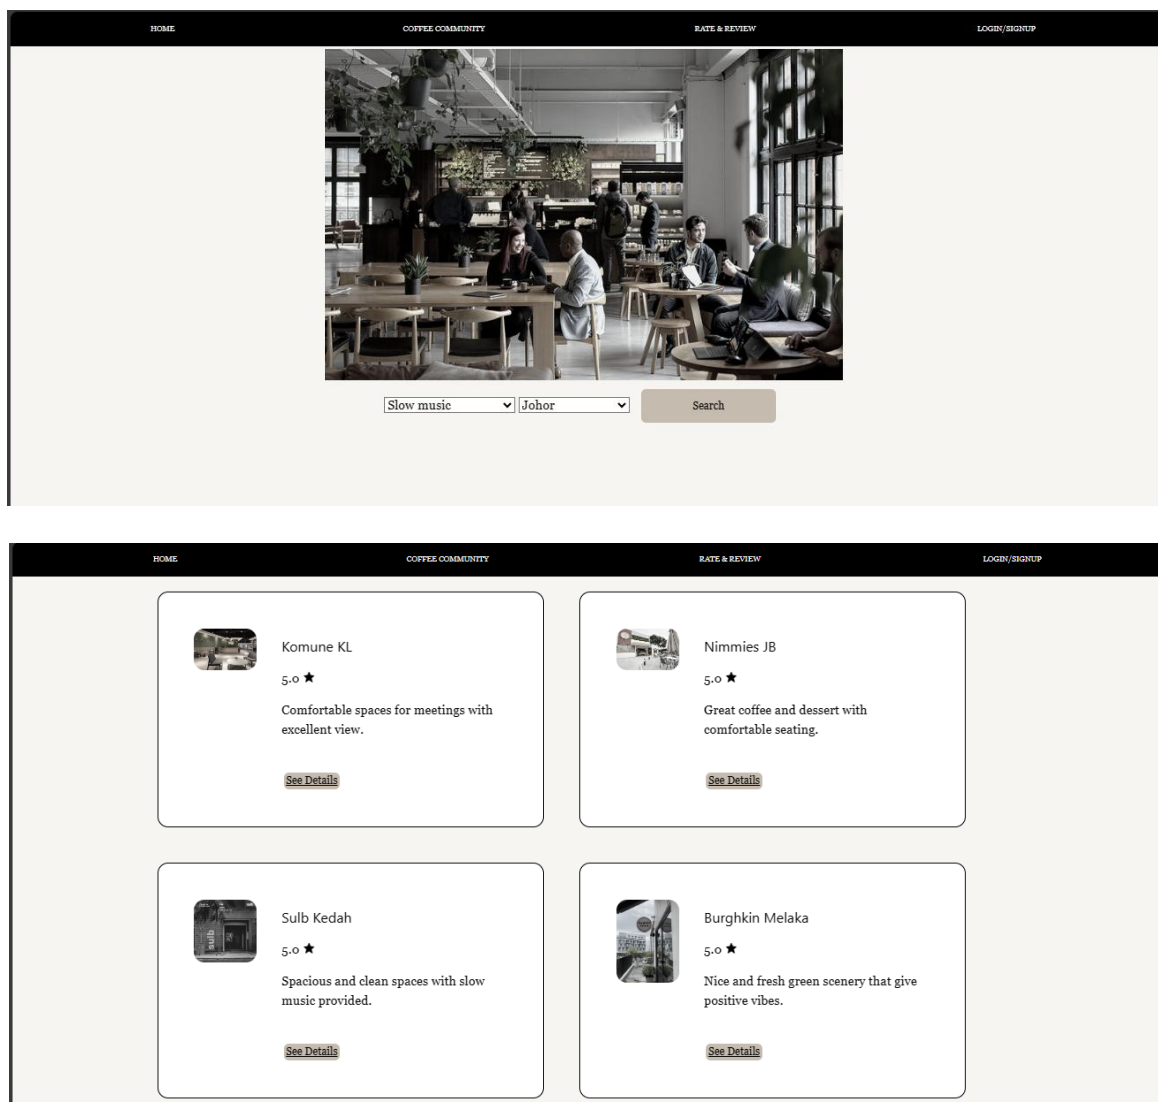 HOME COFFEE COMMUNITY RATE & REVIEW LOGIN/SIGNUP
Slow music Johor Search
HOME COFFEE COMMUNITY RATE & REVIEW LOGIN/SIGNUP
Komune KL
5.0 ★
Comfortable spaces for meetings with
excellent view.
See Details
Nimmies JB
5.0 ★
Great coffee and dessert with
comfortable seating.
See Details
Sulb Kedah
5.0 ★
Spacious and clean spaces with slow
music provided.
See Details
sulb
Burghkin Melaka
5.0 ★
Nice and fresh green scenery that give
positive vibes.
See Details